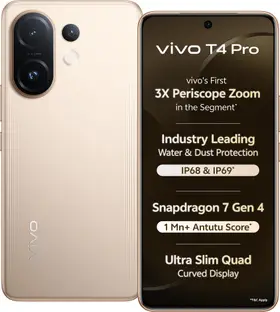 vivo
vivo T4 Pro
vivo's First
3X Periscope Zoom
in the Segment*
Industry Leading
Water & Dust Protection
IP68 & IP69*
Snapdragon 7 Gen 4
1 Mn+ Antutu Score*
Ultra Slim Quad
Curved Display